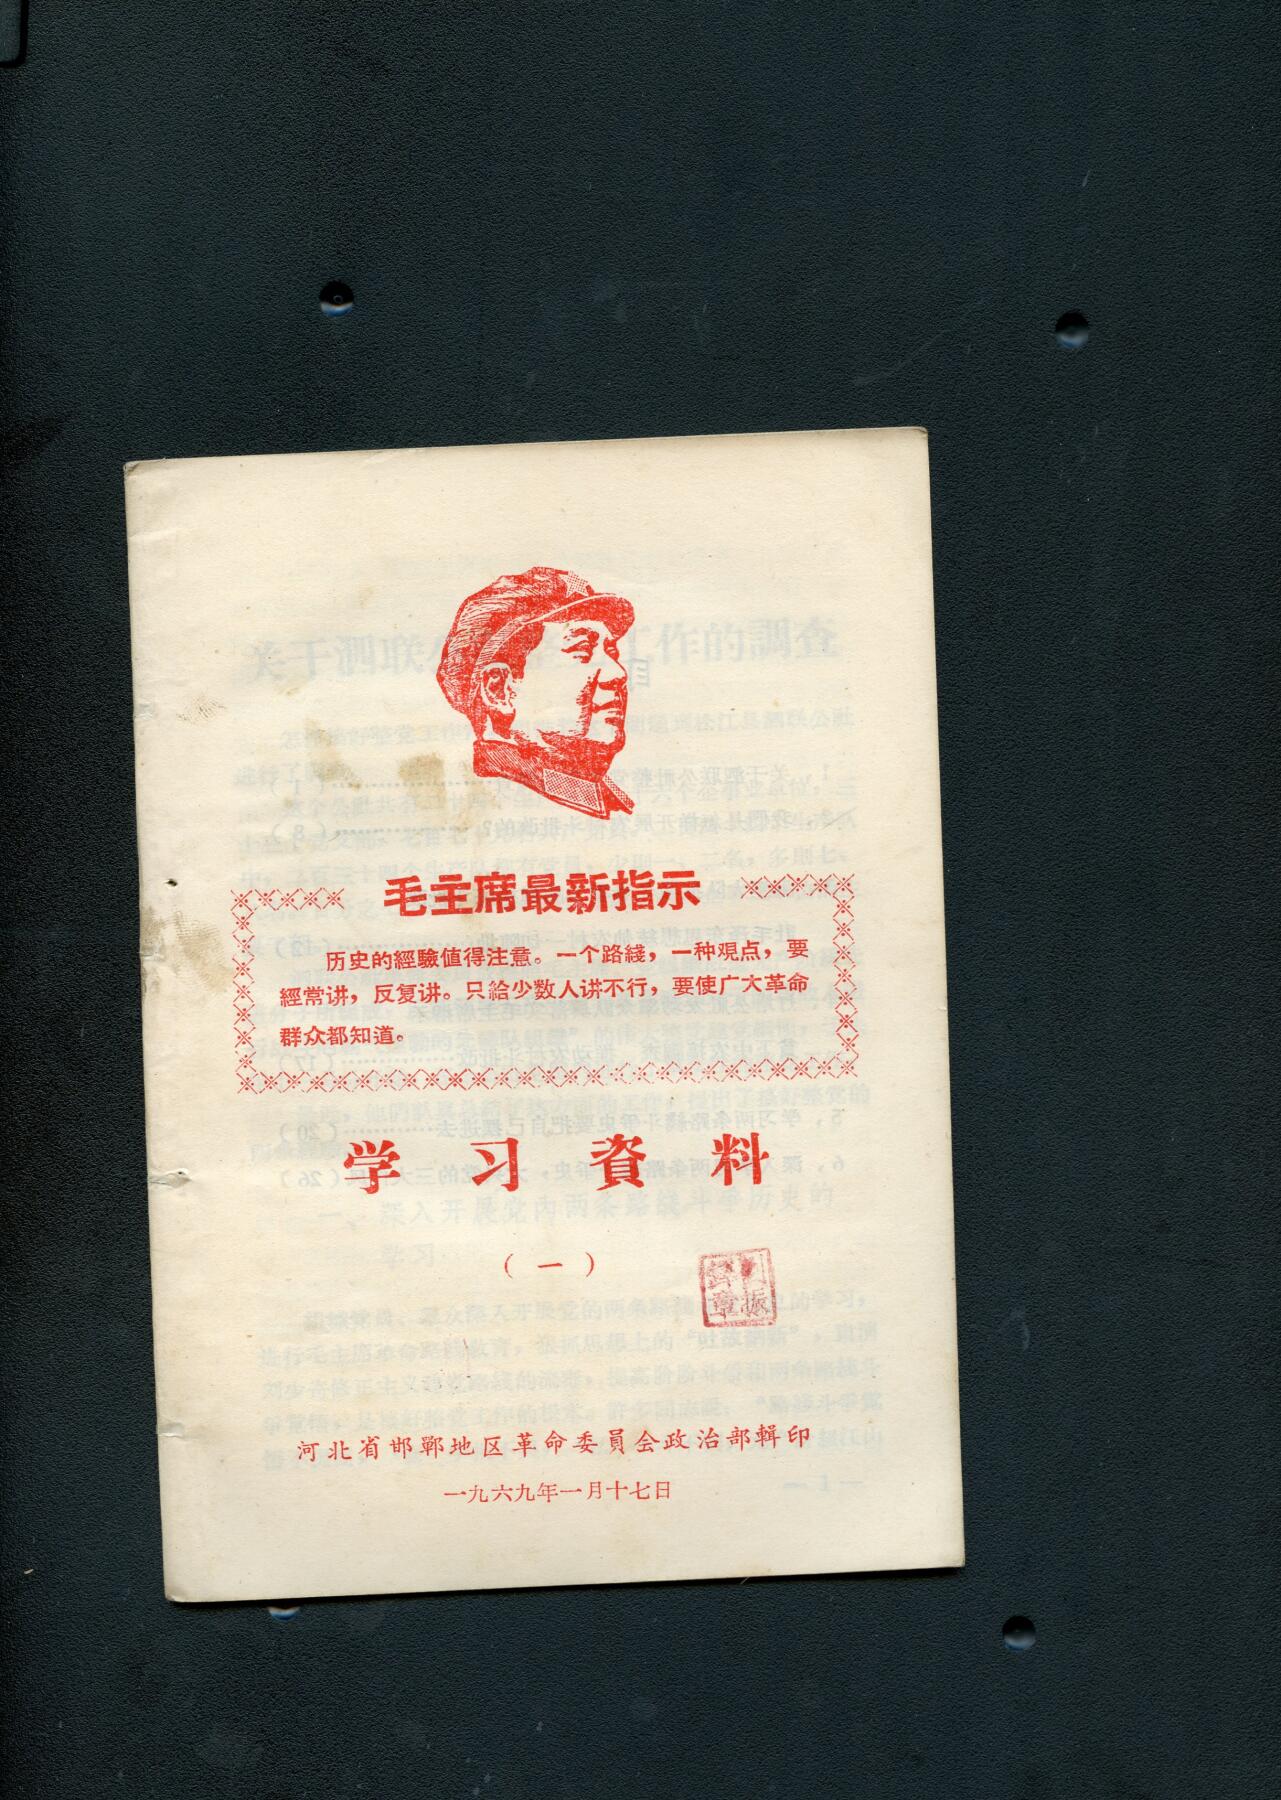 毛主席最新指示
历史的經驗值得注意。一个路綫，一种观点，要
經常讲，反复讲。只給少数人讲不行，要使广大革命
群众都知道。
学习資料
（一）
河北省邯郸地区革命委員会政治部輯印
一九六九年一月十七日